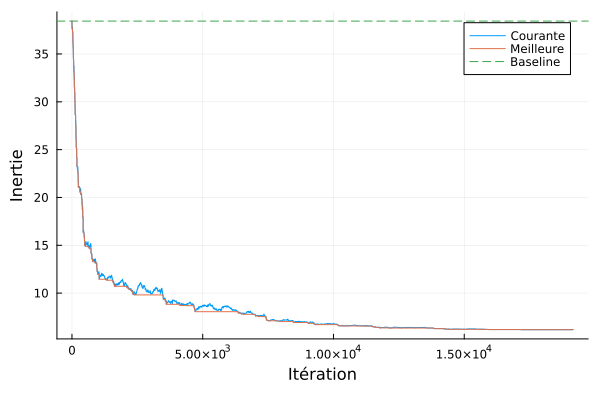 Courante
Meilleure
Baseline
35
30
25
20
15
10
0
5.00×10³
1.00×10⁴
1.50×10⁴
Inertie
Itération